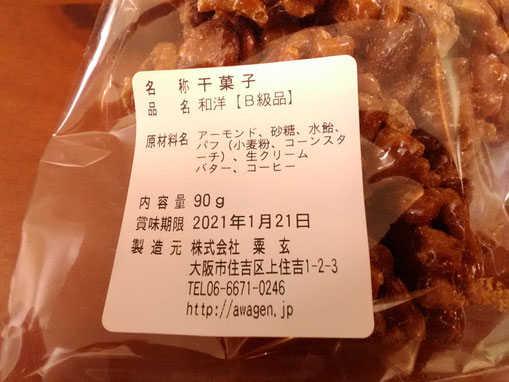 名称 干菓子
品名 和洋【B級品】
原材料名 アーモンド、砂糖、水飴、
パフ（小麦粉、コーンスタ
ーチ）、生クリーム
バター、コーヒー
内容量 90g
賞味期限 2021年1月21日
製造元 株式会社 粟玄
大阪市住吉区上住吉1-2-3
TEL06-6671-0246
http://awagen.jp